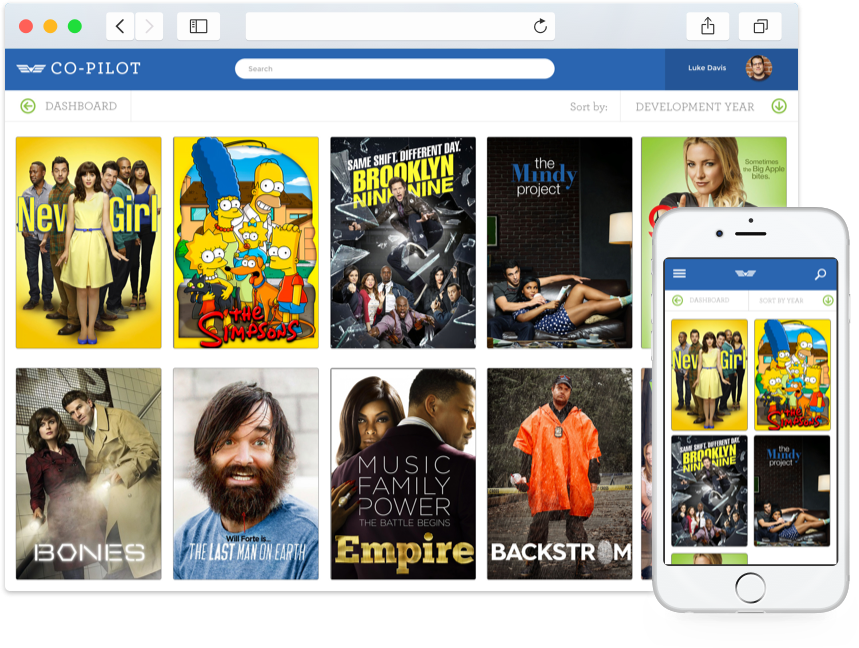 CO-PILOT
Search
Luke Davis
DASHBOARD
Sort by:
DEVELOPMENT YEAR
New Girl
THE SIMPSONS
SAME SHIFT. DIFFERENT DAY.
BROOKLYN
NINE-NINE
the
Mindy
project
Sometimes
the Big Apple
bites.
BONES
Will Forte is...
THE LAST MAN ON EARTH
MUSIC
FAMILY
POWER
THE BATTLE BEGINS
Empire
BACKSTROM
DASHBOARD
SORT BY YEAR
New Girl
THE SIMPSONS
SAME SHIFT. DIFFERENT DAY.
BROOKLYN
NINE-NINE
the
Mindy
project